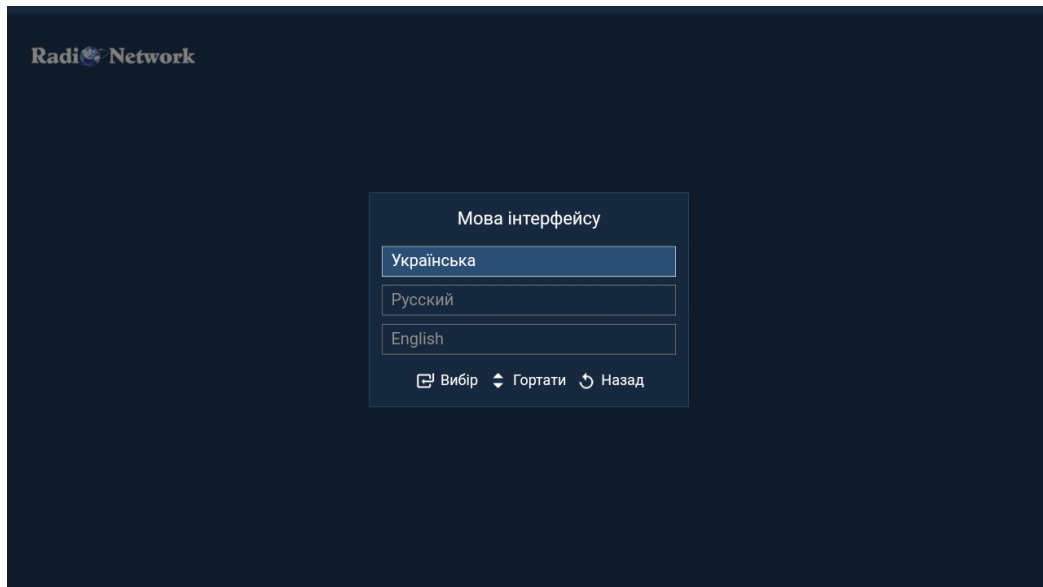 Radio Network
Мова інтерфейсу
Українська
Русский
English
Вибір Гортати Назад